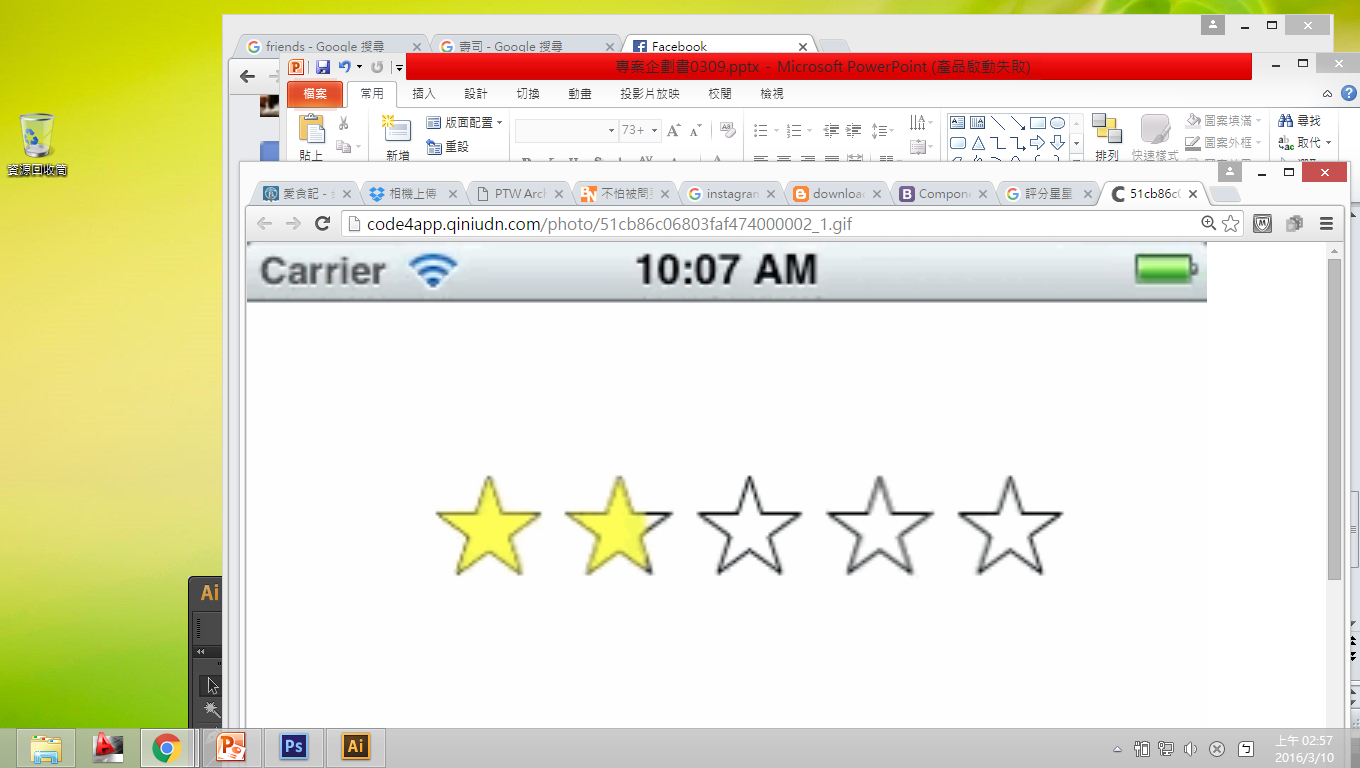 friends - Google 搜尋
壽司 - Google 搜尋
Facebook
專案企劃書0309.pptx - Microsoft PowerPoint (產品啟動失敗)
檔案
常用
插入
設計
切換
動畫
投影片放映
校閱
檢視
資源回收筒
版面配置
73+
圖案填滿
尋找
重設
圖案外框
取代
貼上
新增
排列
快速樣式
愛食記 -
相機上傳
PTW Arch
不怕被問
instagran
download
Compone
評分星星
51cb86c0
code4app.qiniudn.com/photo/51cb86c06803faf474000002_1.gif
Carrier
10:07 AM
Ai
Ps
Ai
上午 02:57
2016/3/10